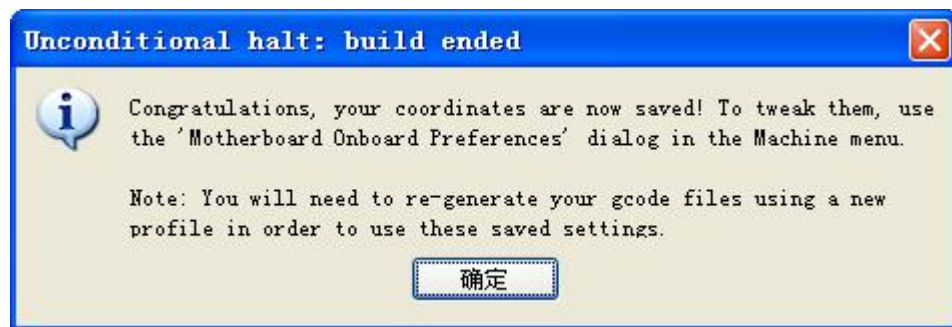 Unconditional halt: build ended
Congratulations, your coordinates are now saved! To tweak them, use
the 'Motherboard Onboard Preferences' dialog in the Machine menu.
Note: You will need to re-generate your gcode files using a new
profile in order to use these saved settings.
确定